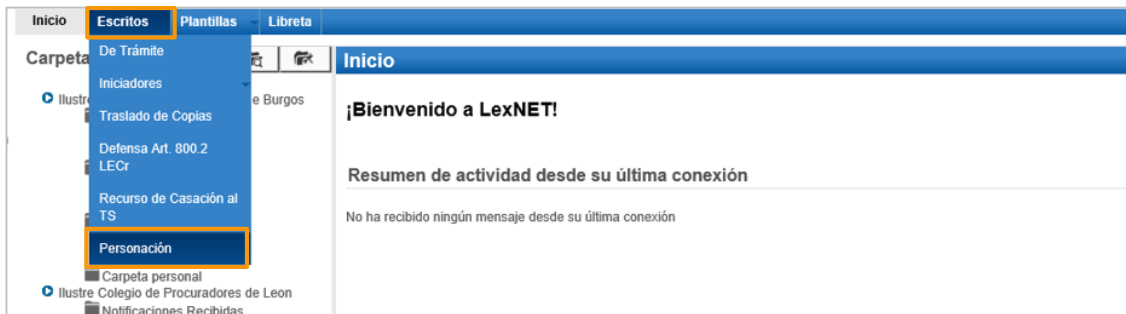 Inicio Escritos Plantillas Libreta
Carpeta
De Trámite
Iniciadores
Traslado de Copias
Defensa Art. 800.2
LECr
Recurso de Casación al
TS
Personación
Ilustre
e Burgos
Carpeta personal
Ilustre Colegio de Procuradores de Leon
Notificaciones Recibidas
Inicio
¡Bienvenido a LexNET!
Resumen de actividad desde su última conexión
No ha recibido ningún mensaje desde su última conexión